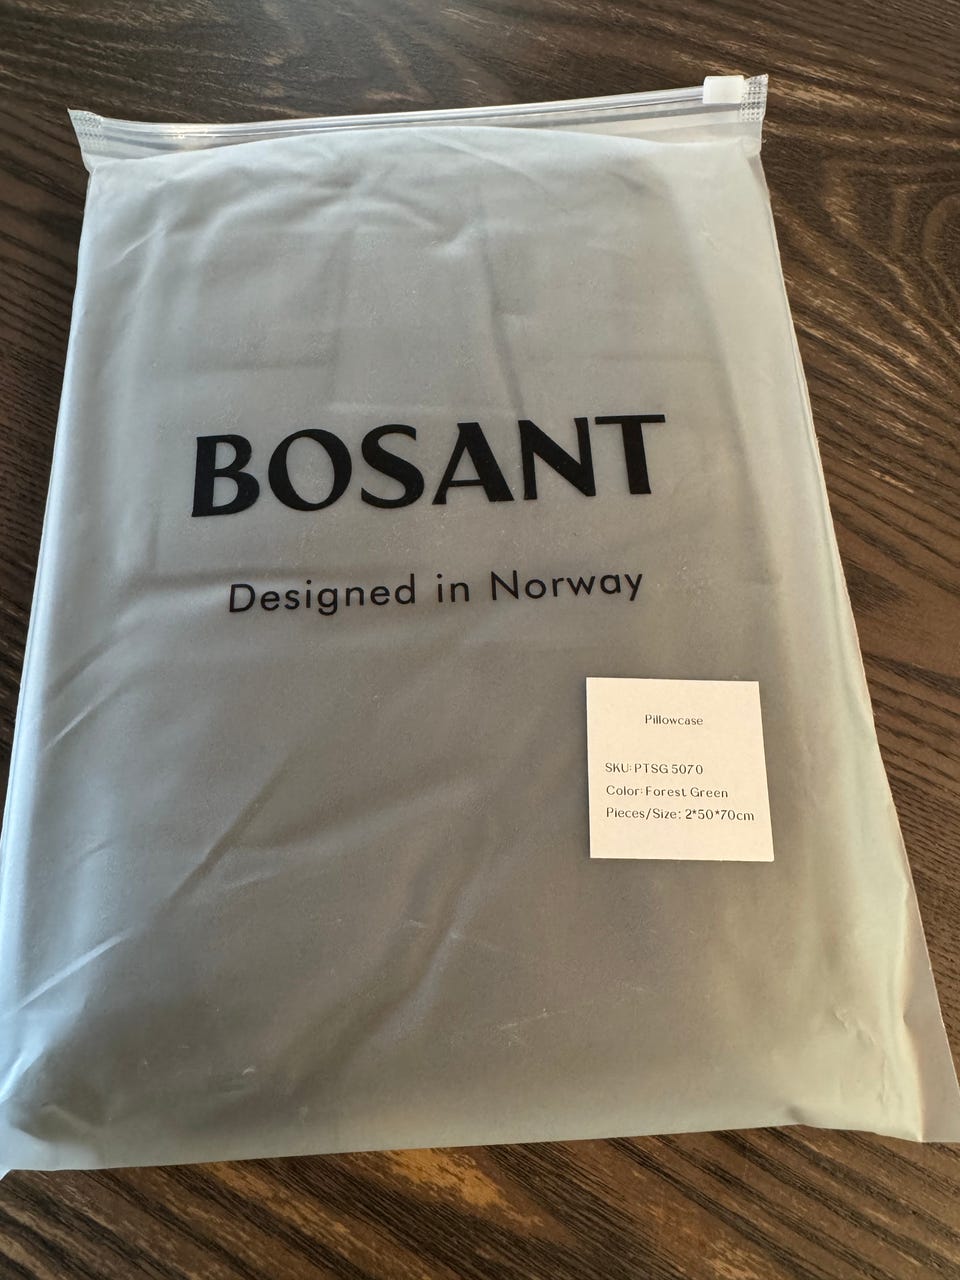 BOSANT
Designed in Norway
Pillowcase
SKU: PTSG 5070
Color: Forest Green
Pieces/Size: 2*50*70cm